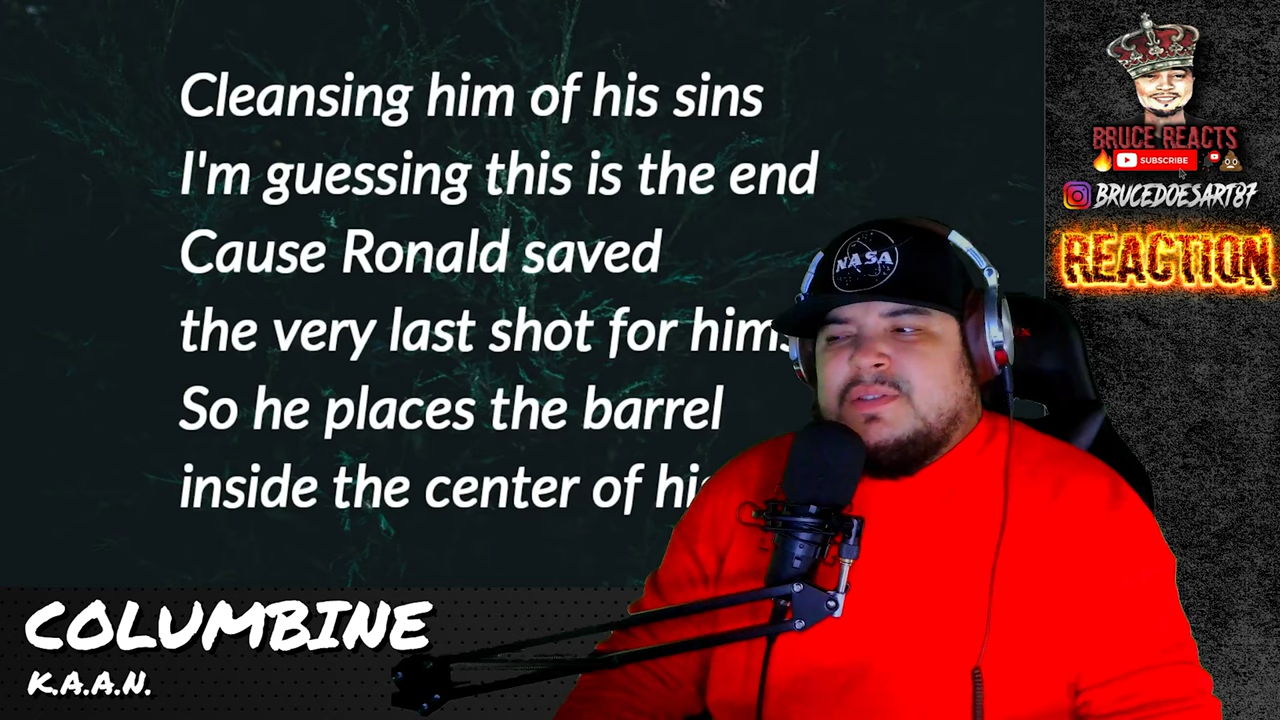 Cleansing him of his sins
I'm guessing this is the end
Cause Ronald saved
the very last shot for
So he places the barrel
inside the center of
COLUMBINE
K.A.A.N.
NASA
BRUCE REACTS
SUBSCRIBE
BRUCEDOESART87
REACTION